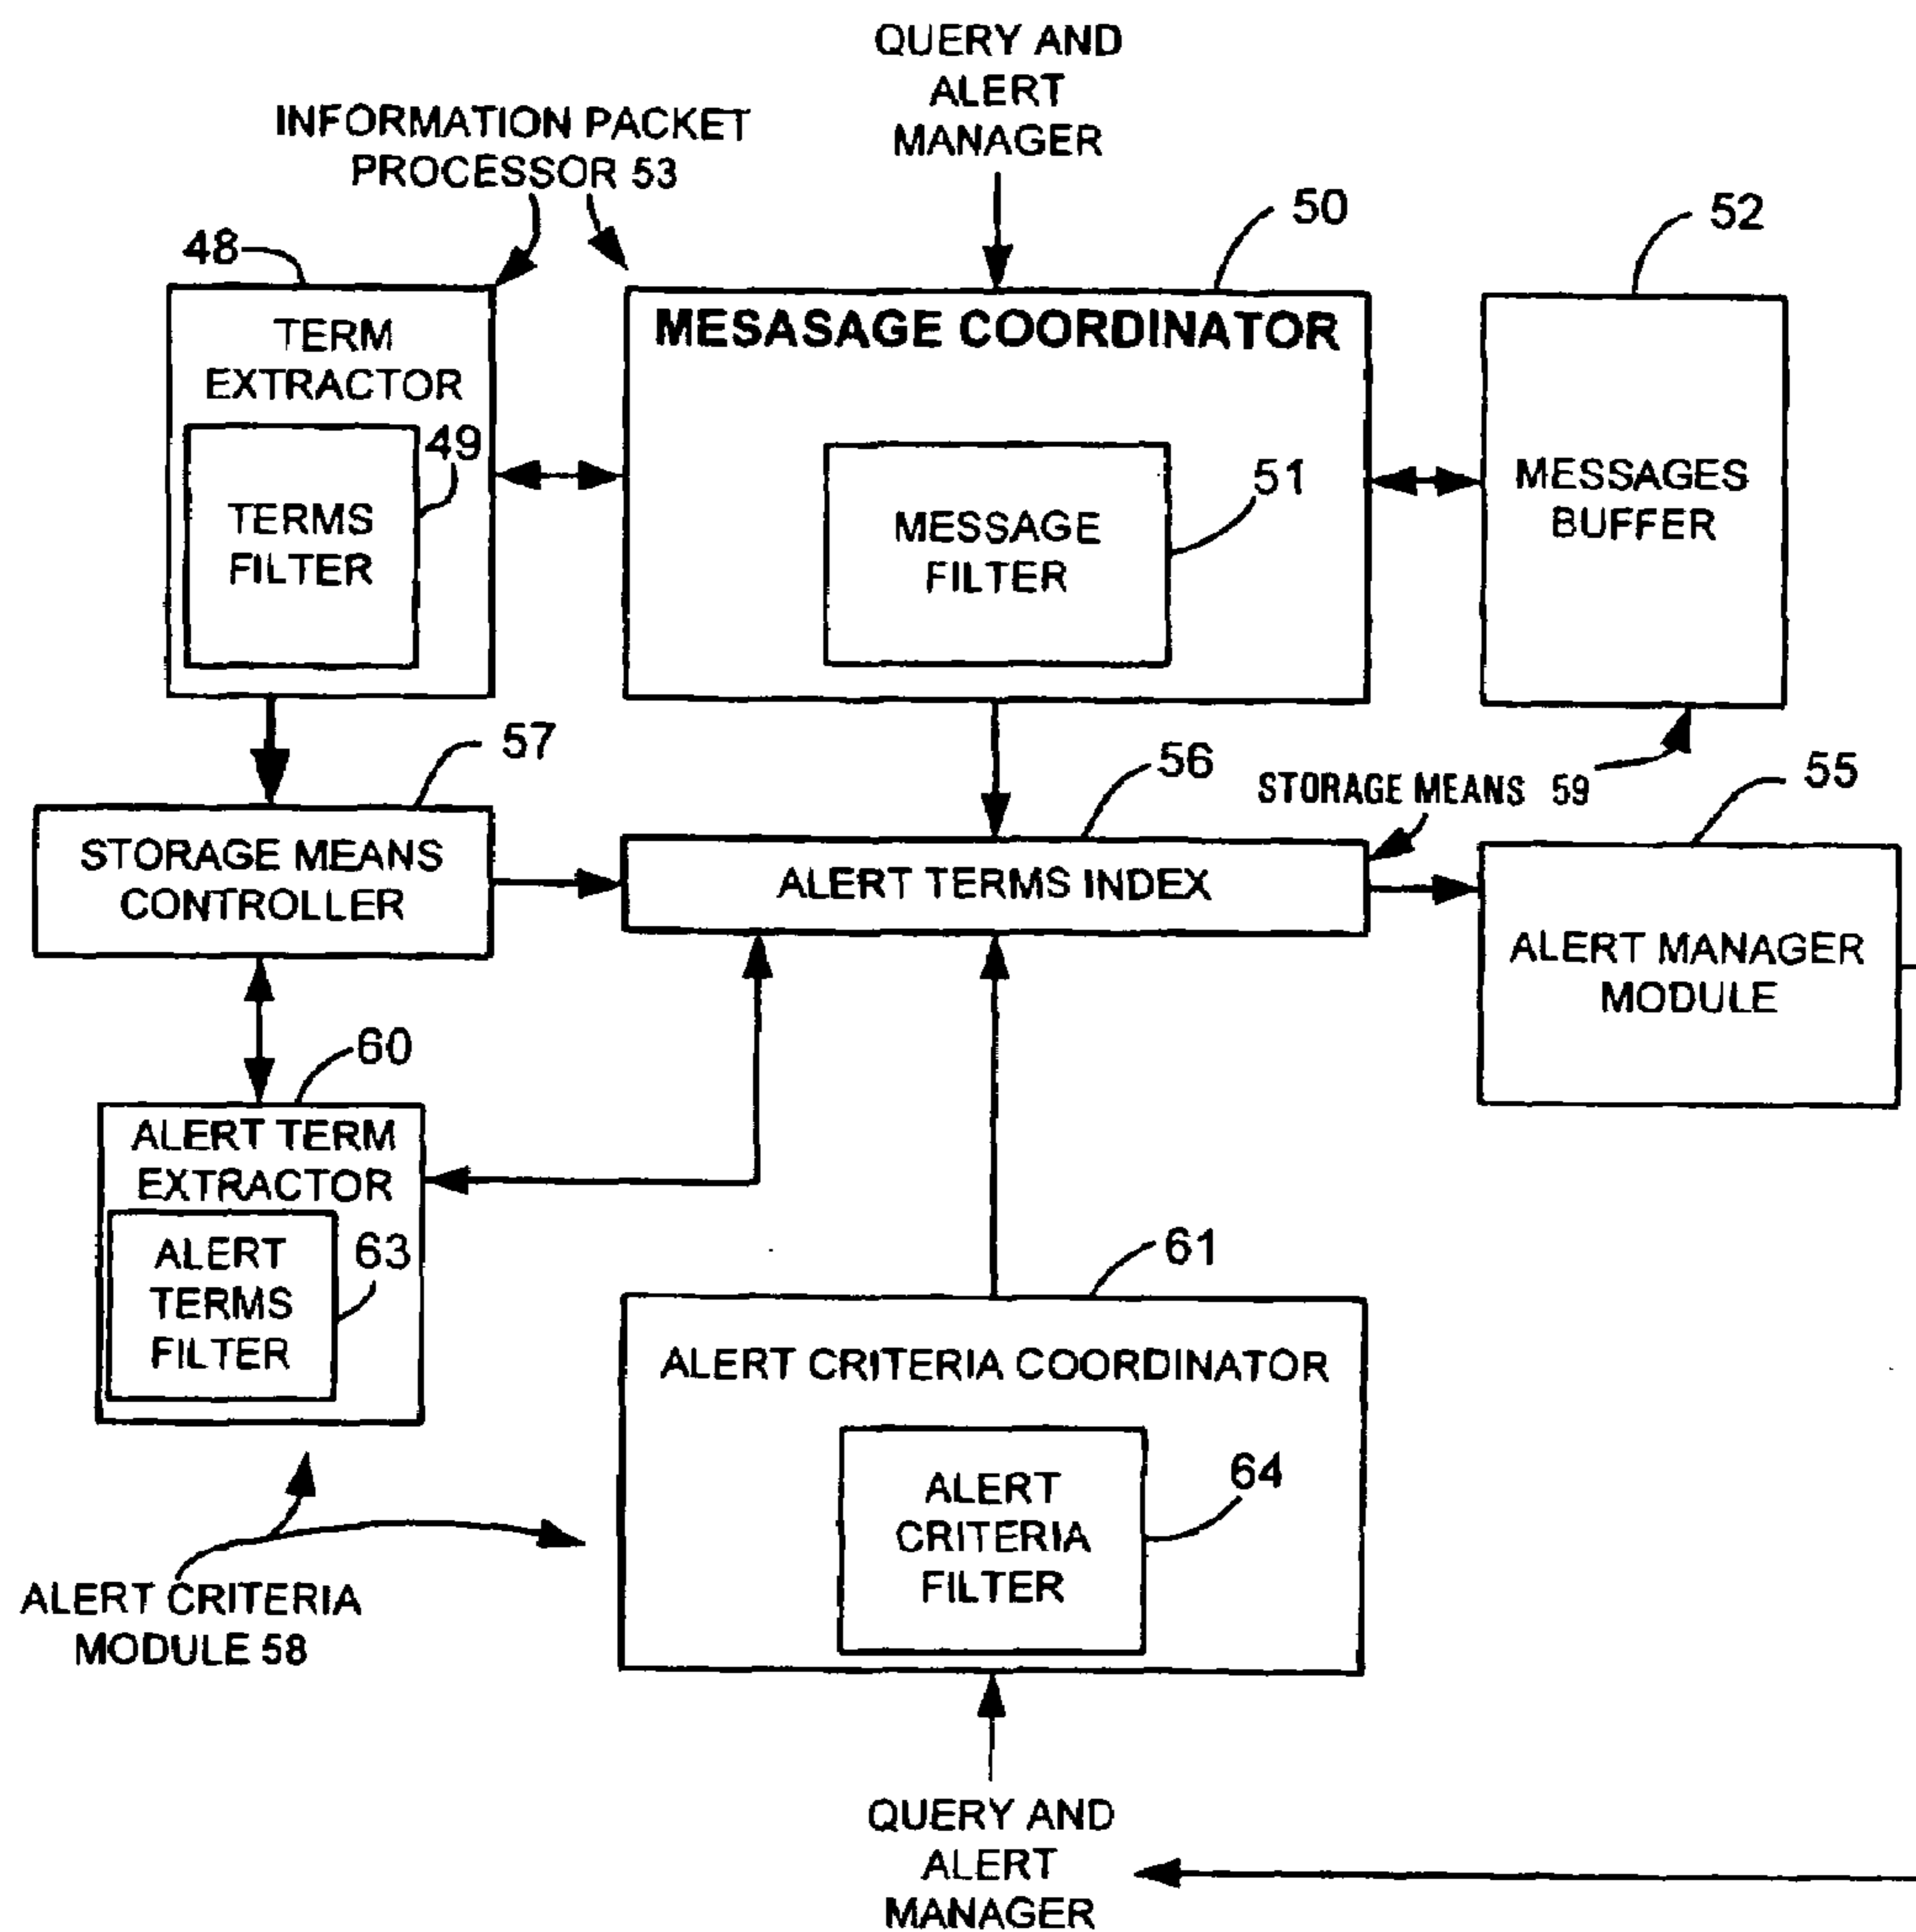 QUERY AND
ALERT
MANAGER
INFORMATION PACKET
PROCESSOR 53
48
50
52
TERM
EXTRACTOR
49
TERMS
FILTER
MESASAGE COORDINATOR
51
MESSAGE
FILTER
MESSAGES
BUFFER
57
56
STORAGE MEANS 59
55
STORAGE MEANS
CONTROLLER
ALERT TERMS INDEX
ALERT MANAGER
MODULE
60
ALERT TERM
EXTRACTOR
ALERT
TERMS
FILTER
63
61
ALERT CRITERIA COORDINATOR
64
ALERT
CRITERIA
FILTER
ALERT CRITERIA
MODULE 58
QUERY AND
ALERT
MANAGER